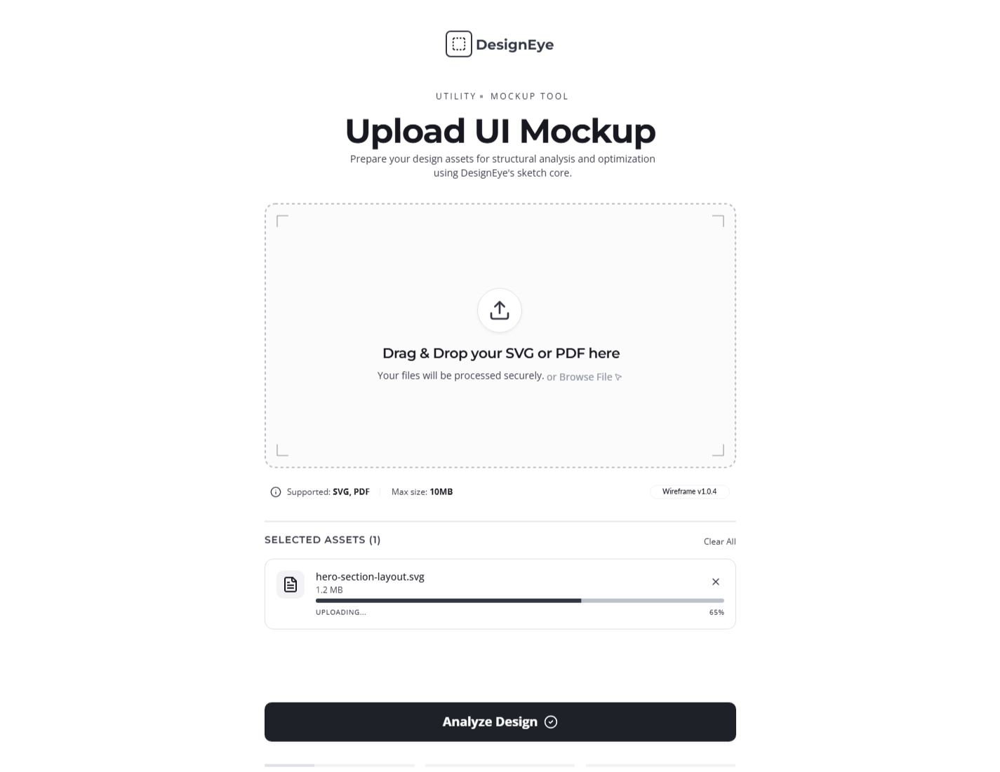 DesignEye
UTILITY▪ MOCKUP TOOL
Upload UI Mockup
Prepare your design assets for structural analysis and optimization
using DesignEye's sketch core.
Drag & Drop your SVG or PDF here
Your files will be processed securely. or Browse File
Supported: SVG, PDF
Max size: 10MB
Wireframe v1.0.4
SELECTED ASSETS (1)
Clear All
hero-section-layout.svg
1.2 MB
UPLOADING...
65%
Analyze Design